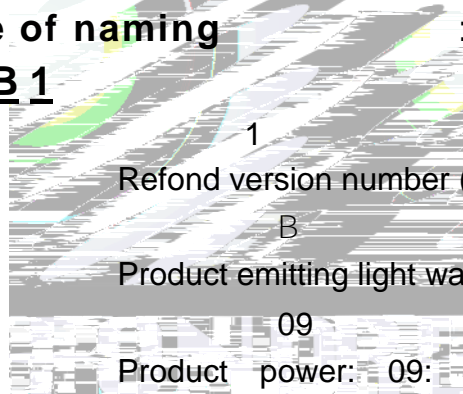 e of naming :
B 1
1
Refond version number (
B
Product emitting light wa
09
Product power: 09: